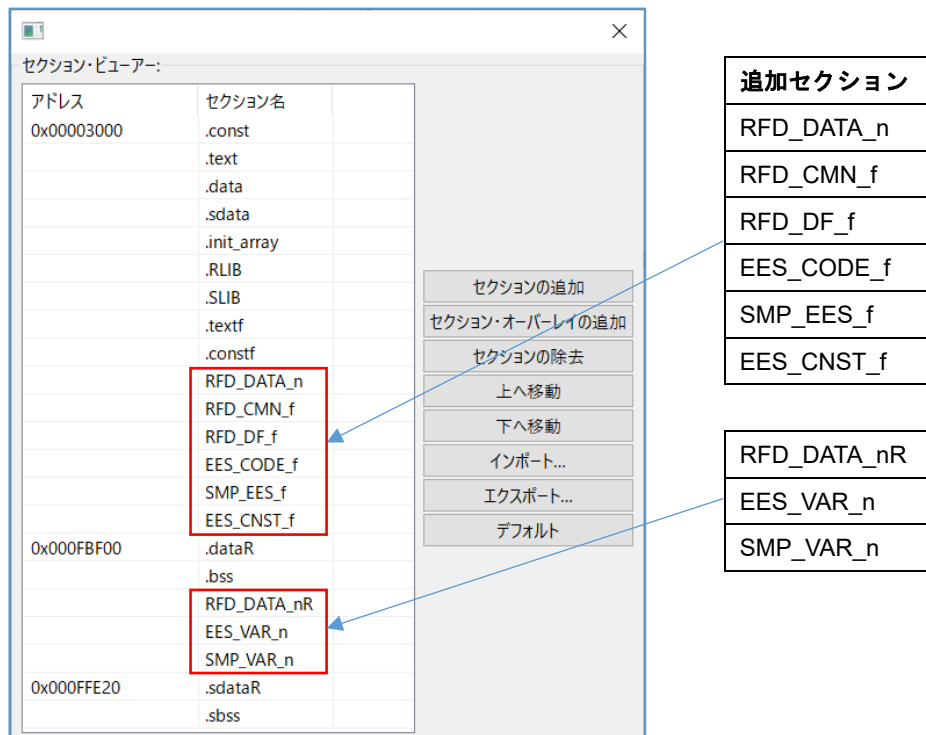 セクション・ビューアー:
アドレス セクション名
0x00003000 .const
.text
.data
.sdata
.init_array
.RLIB
.SLIB
.textf
.constf
RFD_DATA_n
RFD_CMN_f
RFD_DF_f
EES_CODE_f
SMP_EES_f
EES_CNST_f
0x000FBF00 .dataR
.bss
RFD_DATA_nR
EES_VAR_n
SMP_VAR_n
0x000FFE20 .sdataR
.sbss
セクションの追加
セクション・オーバーレイの追加
セクションの除去
上へ移動
下へ移動
インポート...
エクスポート...
デフォルト
追加セクション
RFD_DATA_n
RFD_CMN_f
RFD_DF_f
EES_CODE_f
SMP_EES_f
EES_CNST_f
RFD_DATA_nR
EES_VAR_n
SMP_VAR_n